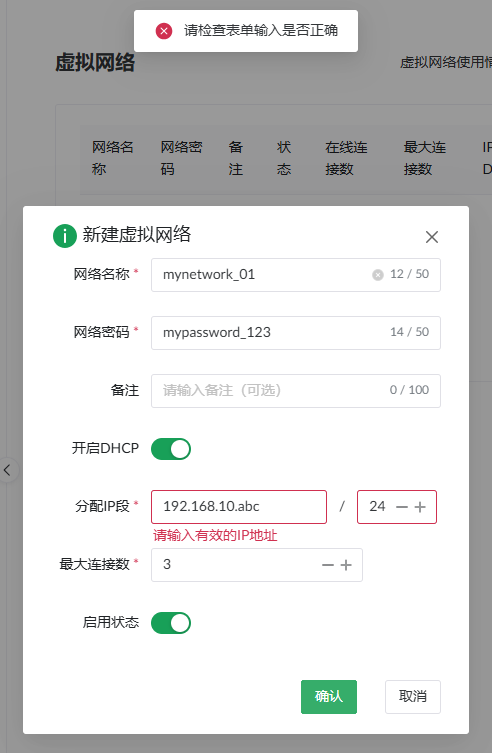 请检查表单输入是否正确
虚拟网络
虚拟网络使用情
网络名称 网络密码 备注 状态 在线连接数 最大连接数 IP D
新建虚拟网络
网络名称 * mynetwork_01 12 / 50
网络密码 * mypassword_123 14 / 50
备注 请输入备注（可选） 0 / 100
开启DHCP
分配IP段 * 192.168.10.abc / 24
请输入有效的IP地址
最大连接数 * 3
启用状态
确认 取消